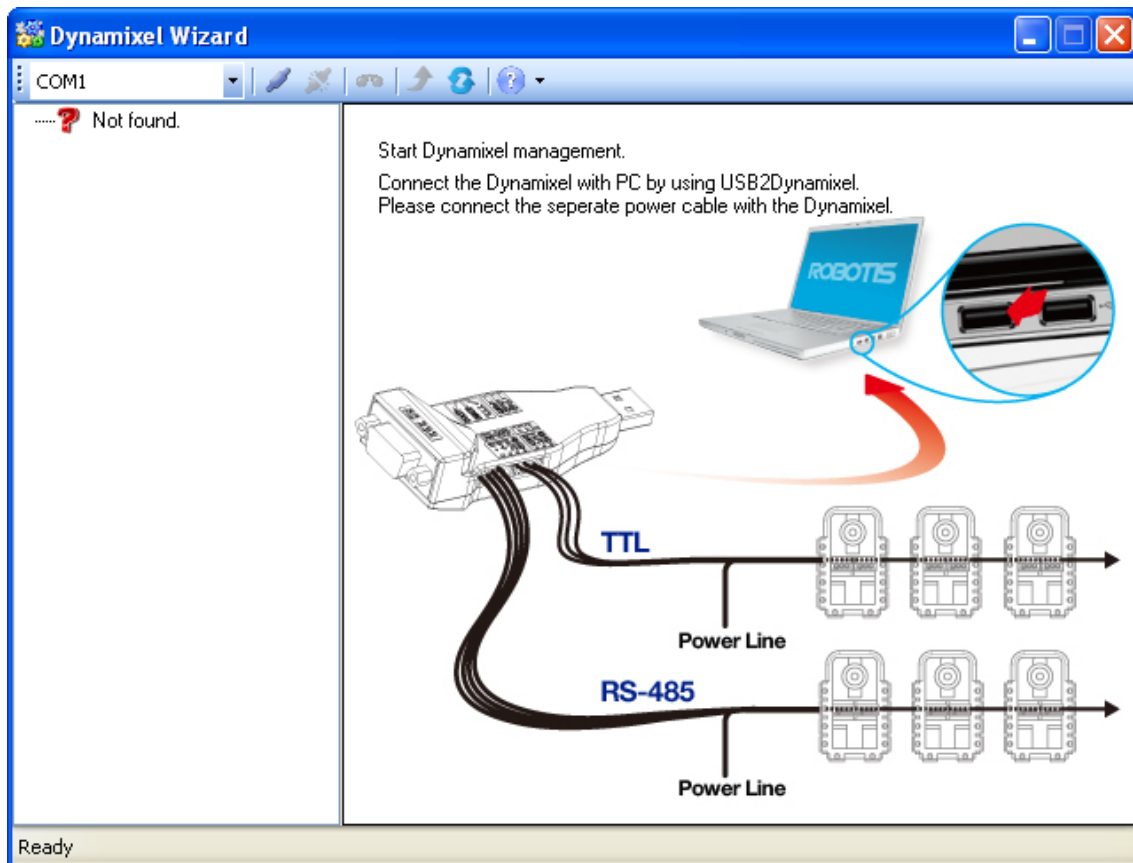 Dynamixel Wizard
COM1
Not found.
Start Dynamixel management.
Connect the Dynamixel with PC by using USB2Dynamixel.
Please connect the seperate power cable with the Dynamixel.
ROBOTIS
TTL
Power Line
RS-485
Power Line
Ready